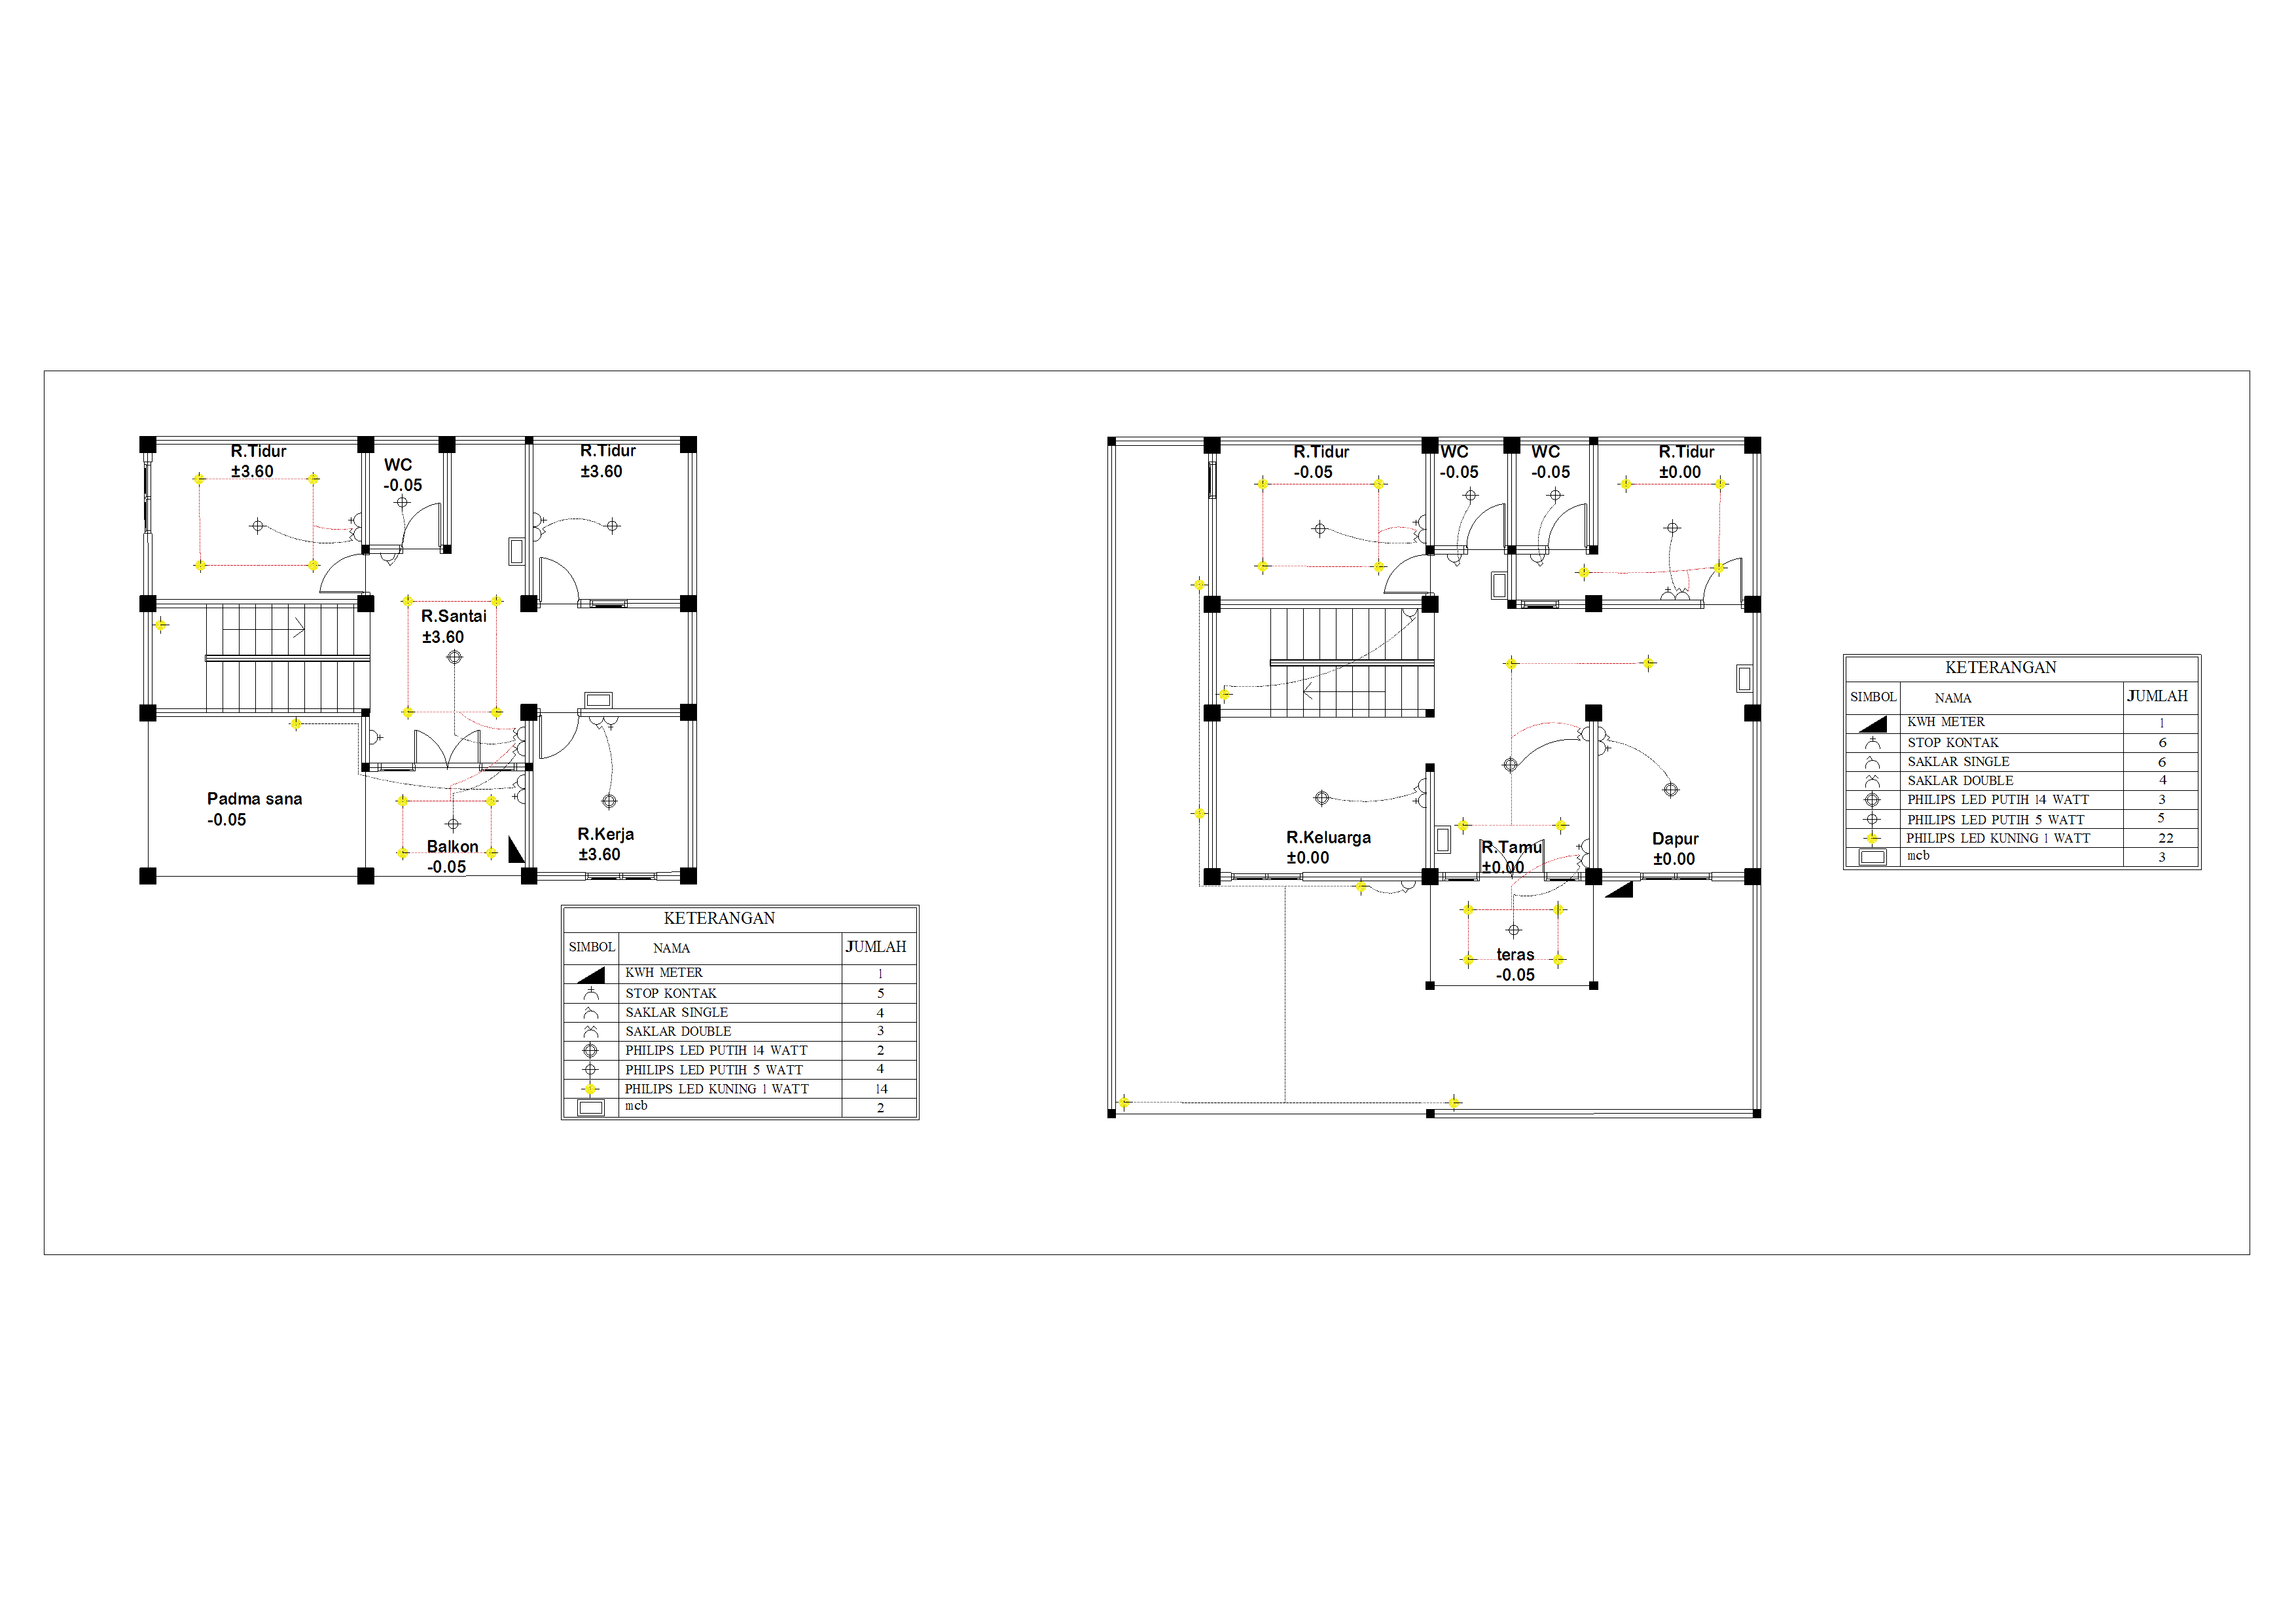 R.Tidur
±3.60
WC
-0.05
R.Tidur
±3.60
R.Santai
±3.60
Padma sana
-0.05
Balkon
-0.05
R.Kerja
±3.60
KETERANGAN
SIMBOL NAMA JUMLAH
KWH METER 1
STOP KONTAK 5
SAKLAR SINGLE 4
SAKLAR DOUBLE 3
PHILIPS LED PUTIH 14 WATT 2
PHILIPS LED PUTIH 5 WATT 4
PHILIPS LED KUNING 1 WATT 14
mcb 2
R.Tidur
-0.05
WC
-0.05
WC
-0.05
R.Tidur
±0.00
R.Keluarga
±0.00
R.Tamu
±0.00
Dapur
±0.00
teras
-0.05
KETERANGAN
SIMBOL NAMA JUMLAH
KWH METER 1
STOP KONTAK 6
SAKLAR SINGLE 6
SAKLAR DOUBLE 4
PHILIPS LED PUTIH 14 WATT 3
PHILIPS LED PUTIH 5 WATT 5
PHILIPS LED KUNING 1 WATT 22
mcb 3